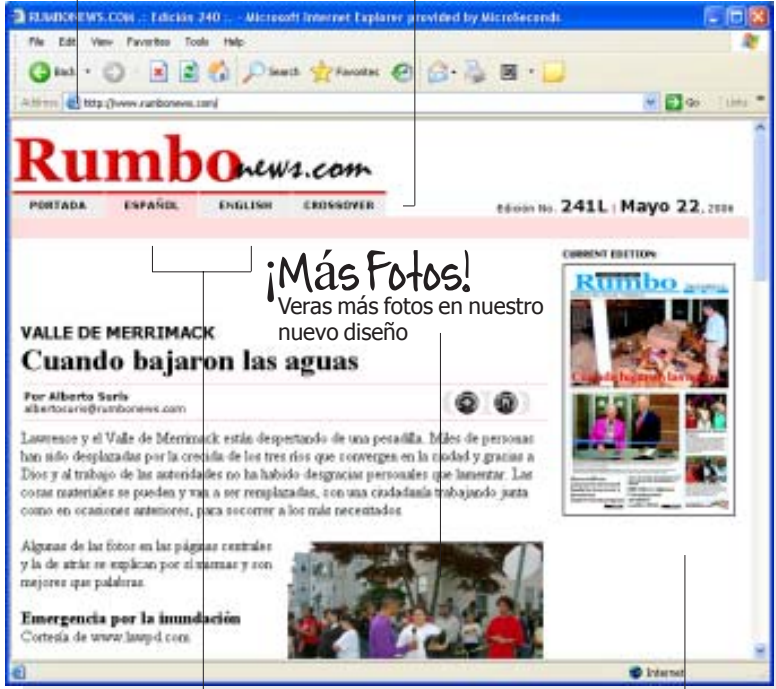 RUMBONEWS.COM .: Edición 240 :. - Microsoft Internet Explorer provided by MicroSeconds
File Edit View Favorites Tools Help
Back Search Favorites
Address http://www.rumbonews.com/ Go Links
Rumbonews.com
PORTADA ESPAÑOL ENGLISH CROSSOVER
Edición No. 241L | Mayo 22, 2006
CURRENT EDITION:
Rumbo
Cuando bajaron las aguas
¡Más Fotos!
Veras más fotos en nuestro
nuevo diseño
VALLE DE MERRIMACK
Cuando bajaron las aguas
Por Alberto Suris
albertosuris@rumbonews.com
Lawrence y el Valle de Merrimack están despertando de una pesadilla. Miles de personas
han sido desplazadas por la crecida de los tres ríos que convergen en la ciudad y gracias a
Dios y al trabajo de las autoridades no ha habido desgracias personales que lamentar. Las
cosas materiales se pueden y van a ser remplazadas, con una ciudadanía trabajando junta
como en ocasiones anteriores, para socorrer a los más necesitados
Algunas de las fotos en las páginas centrales
y la de atrás se explican por sí mismas y son
mejores que palabras.
Emergencia por la inundación
Cortesía de www.lawpd.com
Internet